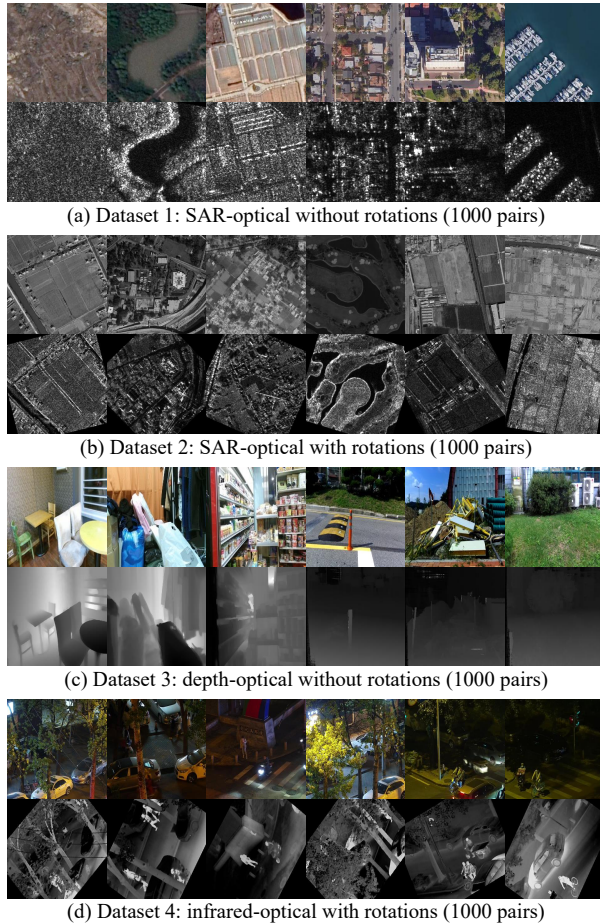 (a) Dataset 1: SAR-optical without rotations (1000 pairs)
(b) Dataset 2: SAR-optical with rotations (1000 pairs)
(c) Dataset 3: depth-optical without rotations (1000 pairs)
(d) Dataset 4: infrared-optical with rotations (1000 pairs)